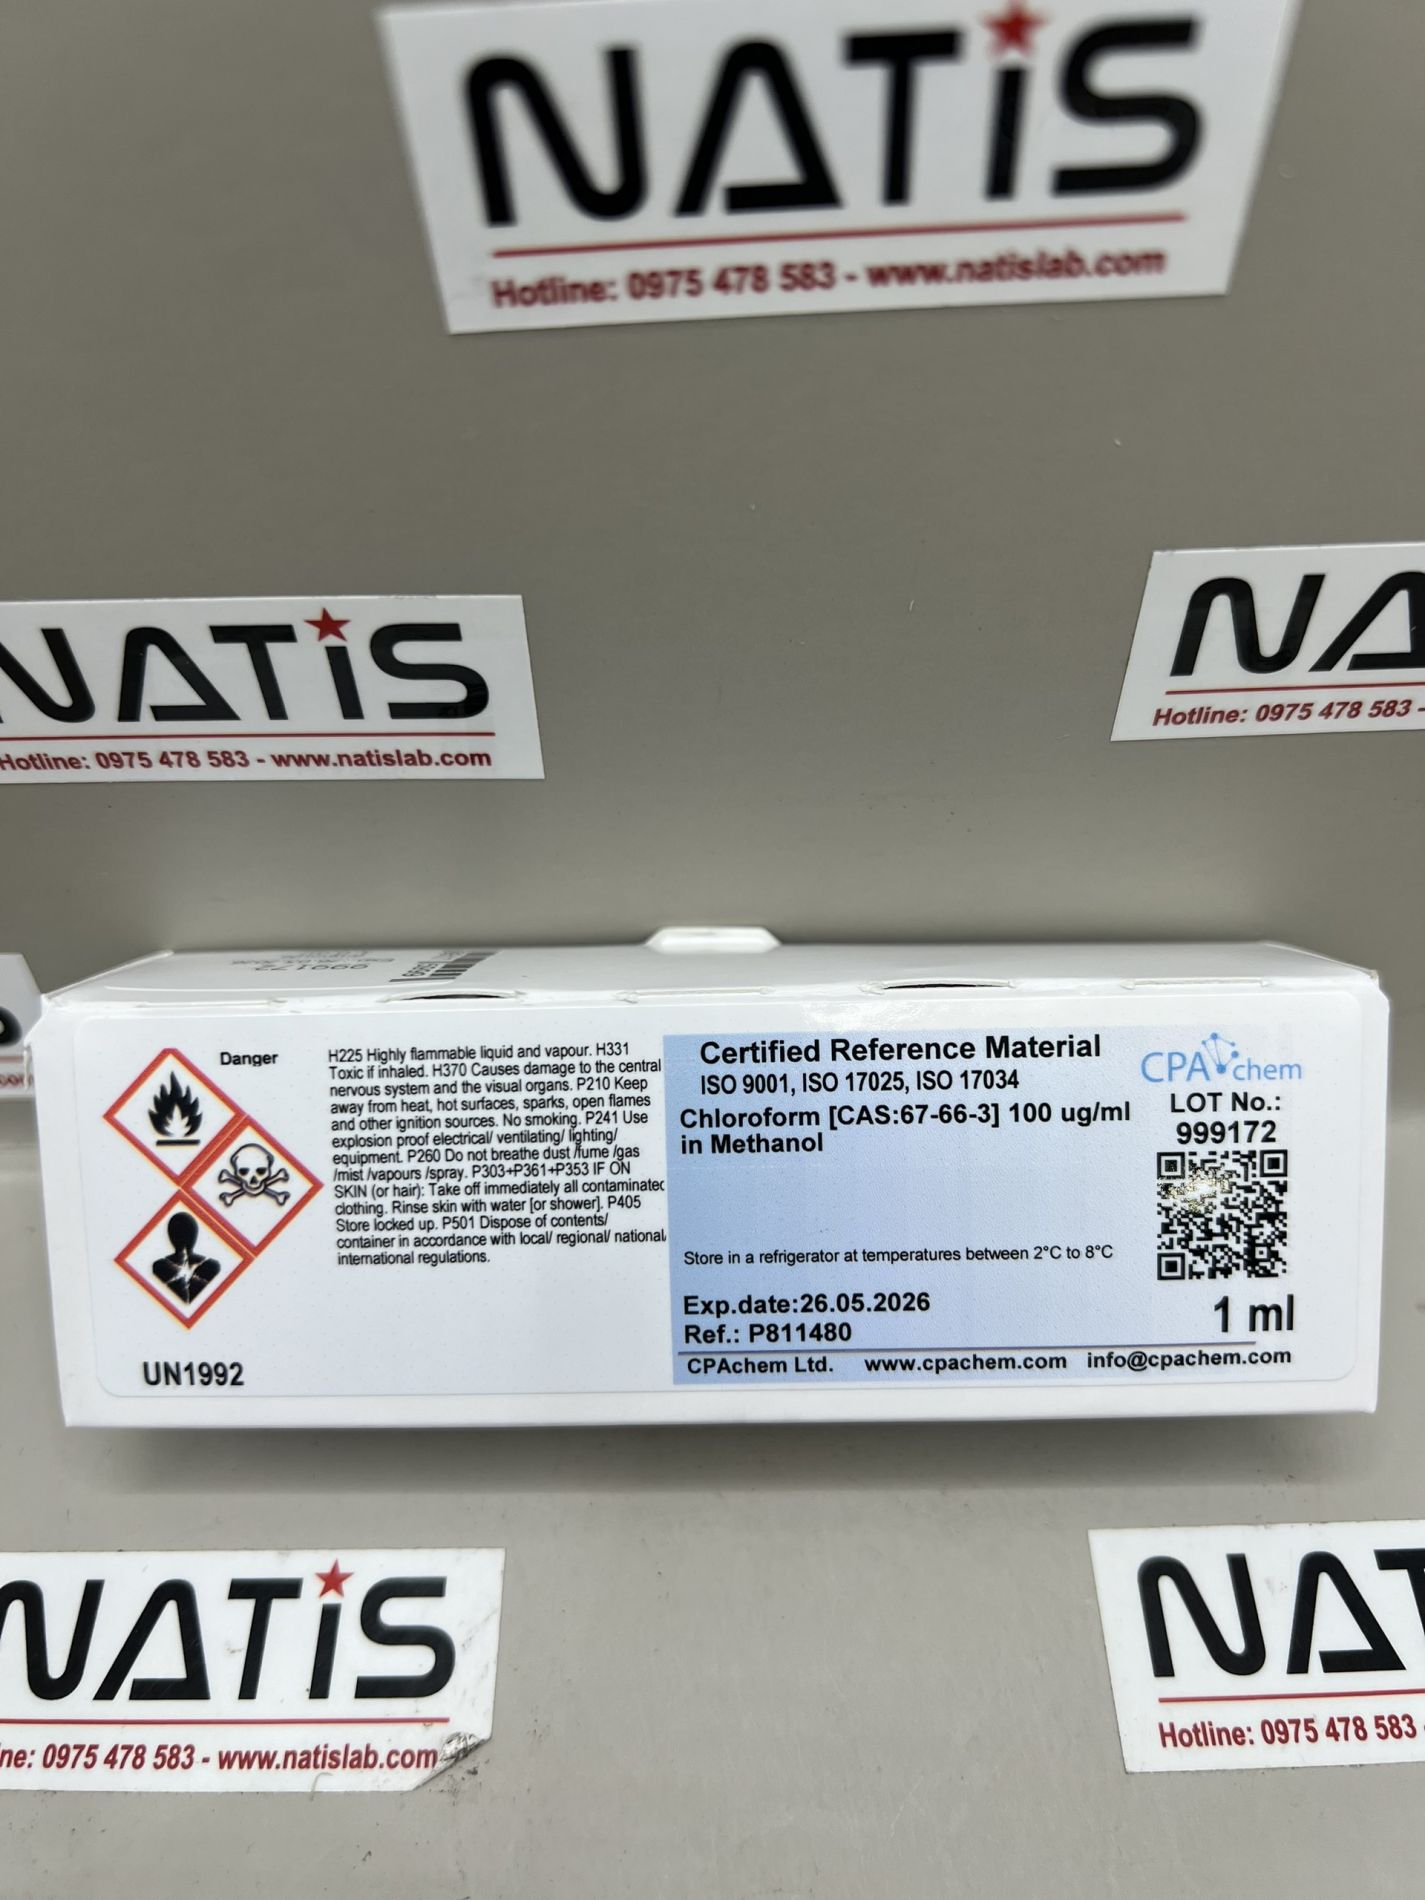 NATiS
Hotline: 0975 478 583 - www.natislab.com
NATiS
Hotline: 0975 478 583 - www.natislab.com
NA
Hotline: 0975 478 583 -
999172
Danger
H225 Highly flammable liquid and vapour. H331
Toxic if inhaled. H370 Causes damage to the central
nervous system and the visual organs. P210 Keep
away from heat, hot surfaces, sparks, open flames
and other ignition sources. No smoking. P241 Use
explosion proof electrical/ ventilating/ lighting/
equipment. P260 Do not breathe dust /fume /gas
/mist /vapours /spray. P303+P361+P353 IF ON
SKIN (or hair): Take off immediately all contaminated
clothing. Rinse skin with water [or shower]. P405
Store locked up. P501 Dispose of contents/
container in accordance with local/ regional/ national/
international regulations.
UN1992
Certified Reference Material
ISO 9001, ISO 17025, ISO 17034
Chloroform [CAS:67-66-3] 100 ug/ml
in Methanol
Store in a refrigerator at temperatures between 2°C to 8°C
Exp.date:26.05.2026
Ref.: P811480
CPAchem Ltd. www.cpachem.com info@cpachem.com
CPAchem
LOT No.:
999172
1 ml
NATiS
ne: 0975 478 583 - www.natislab.com
NAT
Hotline: 0975 478 583